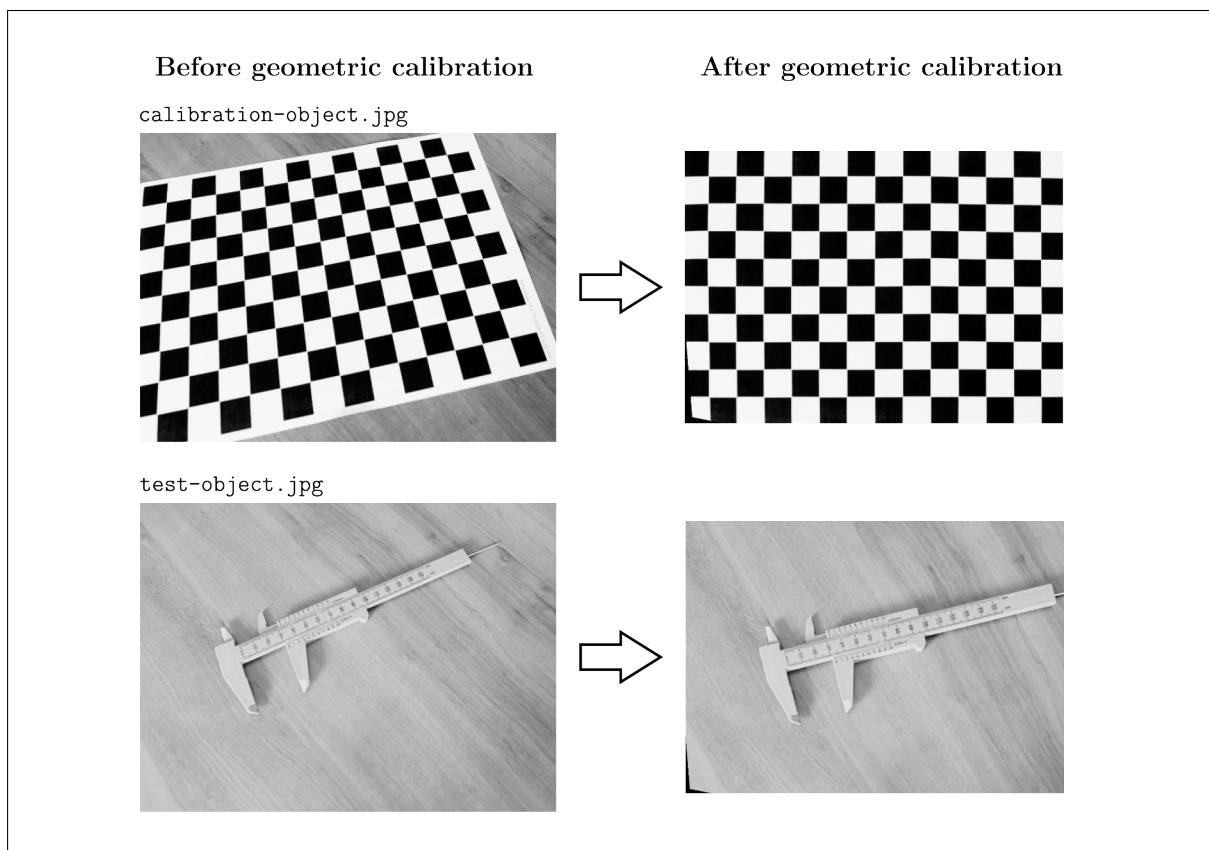 Before geometric calibration
After geometric calibration
calibration-object.jpg
test-object.jpg